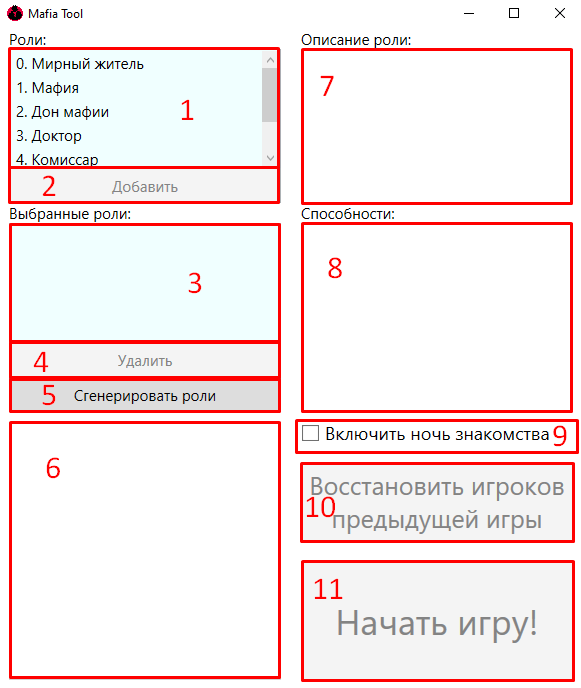 Mafia Tool
Роли:
0. Мирный житель
1. Мафия
2. Дон мафии
3. Доктор
4. Комиссар
1
2
Добавить
Выбранные роли:
3
4
Удалить
5
Сгенерировать роли
6
Описание роли:
7
Способности:
8
Включить ночь знакомства
9
Восстановить игроков
предыдущей игры
10
11
Начать игру!